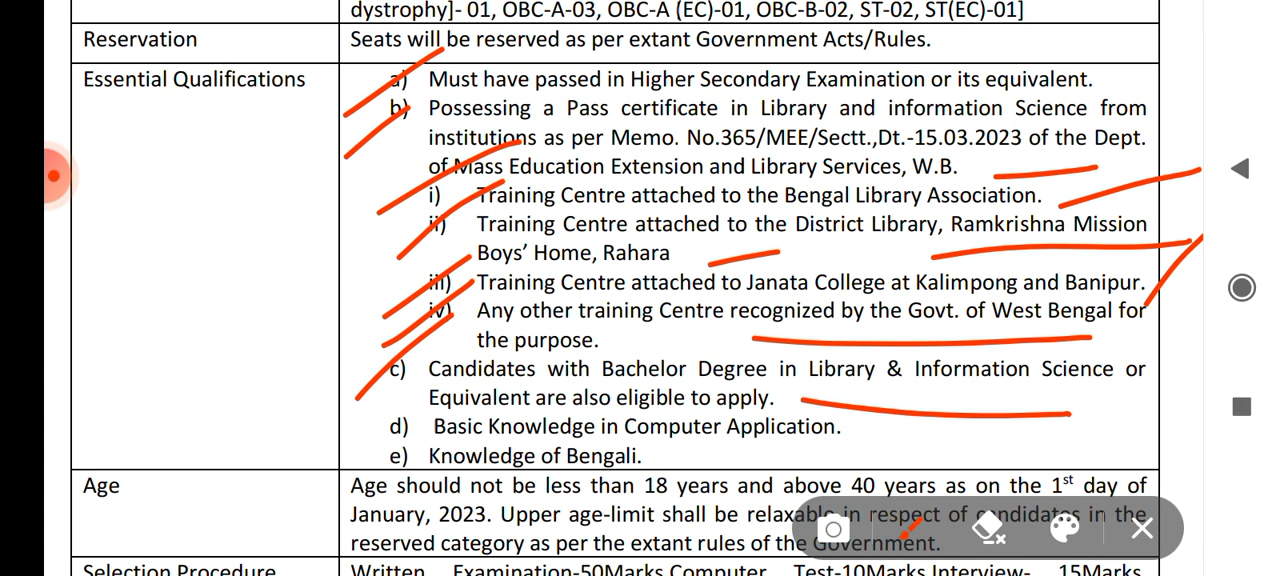 dystrophy]- 01, OBC-A-03, OBC-A (EC)-01, OBC-B-02, ST-02, ST(EC)-01]
Reservation
Seats will be reserved as per extant Government Acts/Rules.
Essential Qualifications
a) Must have passed in Higher Secondary Examination or its equivalent.
b) Possessing a Pass certificate in Library and information Science from
institutions as per Memo. No.365/MEE/Sectt.,Dt.-15.03.2023 of the Dept.
of Mass Education Extension and Library Services, W.B.
i) Training Centre attached to the Bengal Library Association.
ii) Training Centre attached to the District Library, Ramkrishna Mission
Boys’ Home, Rahara
iii) Training Centre attached to Janata College at Kalimpong and Banipur.
iv) Any other training Centre recognized by the Govt. of West Bengal for
the purpose.
c) Candidates with Bachelor Degree in Library & Information Science or
Equivalent are also eligible to apply.
d) Basic Knowledge in Computer Application.
e) Knowledge of Bengali.
Age
Age should not be less than 18 years and above 40 years as on the 1st day of
January, 2023. Upper age-limit shall be relaxable in respect of candidates in the
reserved category as per the extant rules of the Government.
Selection Procedure
Written Examination-50Marks,Computer Test-10Marks,Interview- 15Marks